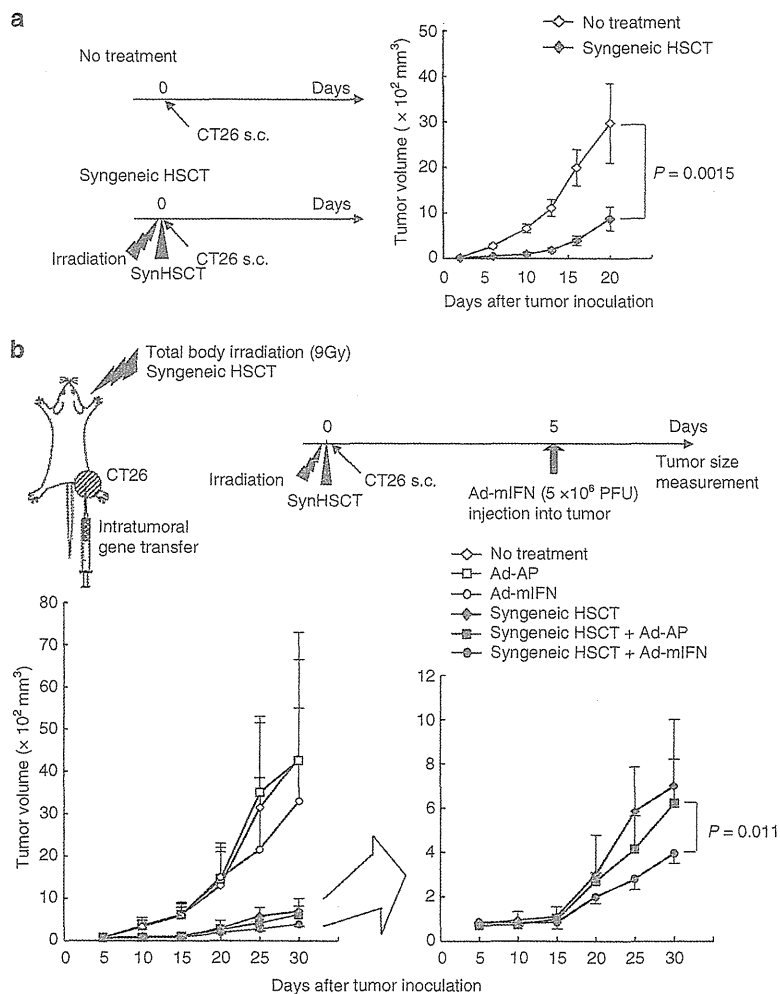 a
No treatment
0
Days
CT26 s.c.
Syngeneic HSCT
0
Days
Irradiation
CT26 s.c.
SynHSCT
No treatment
Syngeneic HSCT
Tumor volume ( × 10² mm³)
50
40
30
20
10
0
P = 0.0015
0 5 10 15 20
Days after tumor inoculation
b
Total body irradiation (9Gy)
Syngeneic HSCT
CT26
Intratumoral
gene transfer
0
5
Days
Irradiation
CT26 s.c.
SynHSCT
Ad-mIFN (5 ×10⁶ PFU)
injection into tumor
Tumor size
measurement
No treatment
Ad-AP
Ad-mIFN
Syngeneic HSCT
Syngeneic HSCT + Ad-AP
Syngeneic HSCT + Ad-mIFN
Tumor volume (× 10² mm³)
80
70
60
50
40
30
20
10
0
0 5 10 15 20 25 30
12
10
8
6
4
2
0
P = 0.011
0 5 10 15 20 25 30
Days after tumor inoculation